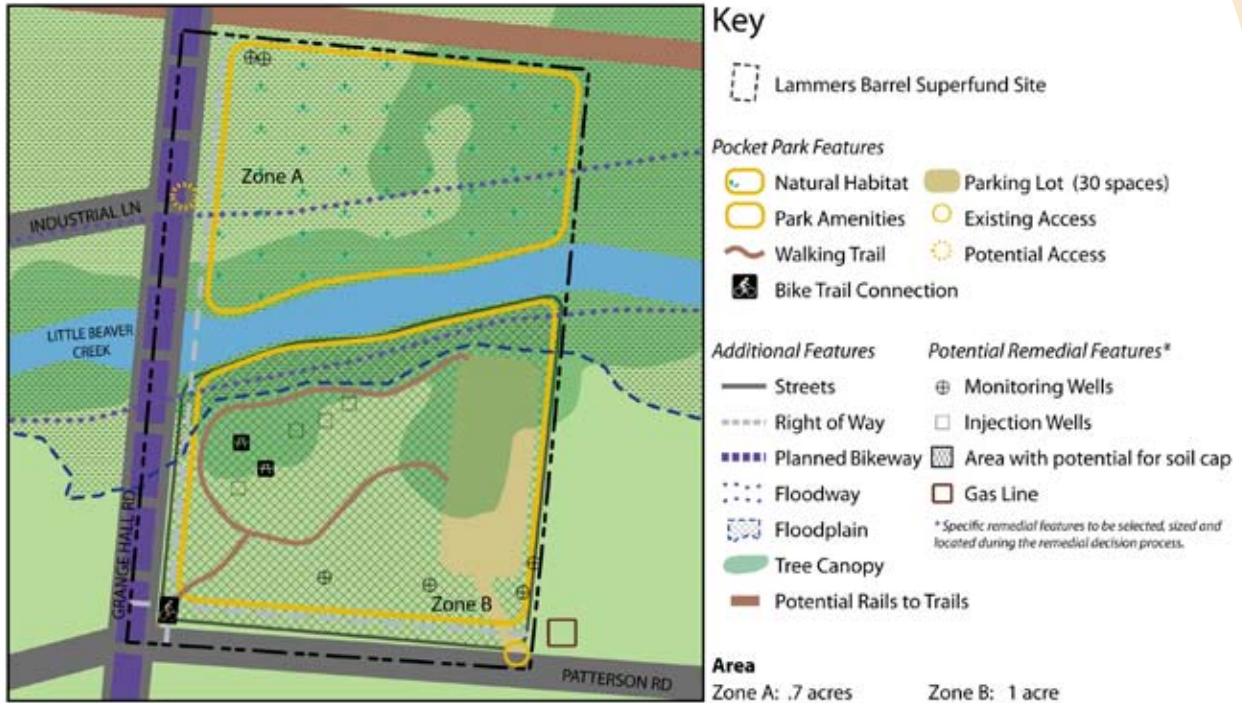 Zone A
INDUSTRIAL LN
LITTLE BEAVER
CREEK
GRANGE HALL RD
Zone B
PATTERSON RD
Key
Lammers Barrel Superfund Site
Pocket Park Features
Natural Habitat
Parking Lot (30 spaces)
Park Amenities
Existing Access
Walking Trail
Potential Access
Bike Trail Connection
Additional Features
Potential Remedial Features*
Streets
Monitoring Wells
Right of Way
Injection Wells
Planned Bikeway
Area with potential for soil cap
Floodway
Gas Line
Floodplain
* Specific remedial features to be selected, sized and
located during the remedial decision process.
Tree Canopy
Potential Rails to Trails
Area
Zone A: .7 acres
Zone B: 1 acre